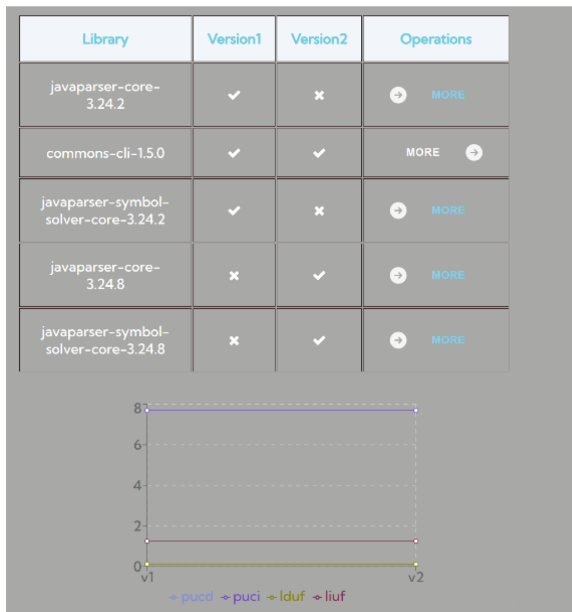 Library Version1 Version2 Operations
javaparser-core-
3.24.2
MORE
commons-cli-1.5.0
MORE
javaparser-symbol-
solver-core-3.24.2
MORE
javaparser-core-
3.24.8
MORE
javaparser-symbol-
solver-core-3.24.8
MORE
8
6
4
2
0
v1 v2
pucd puci lduf liuf